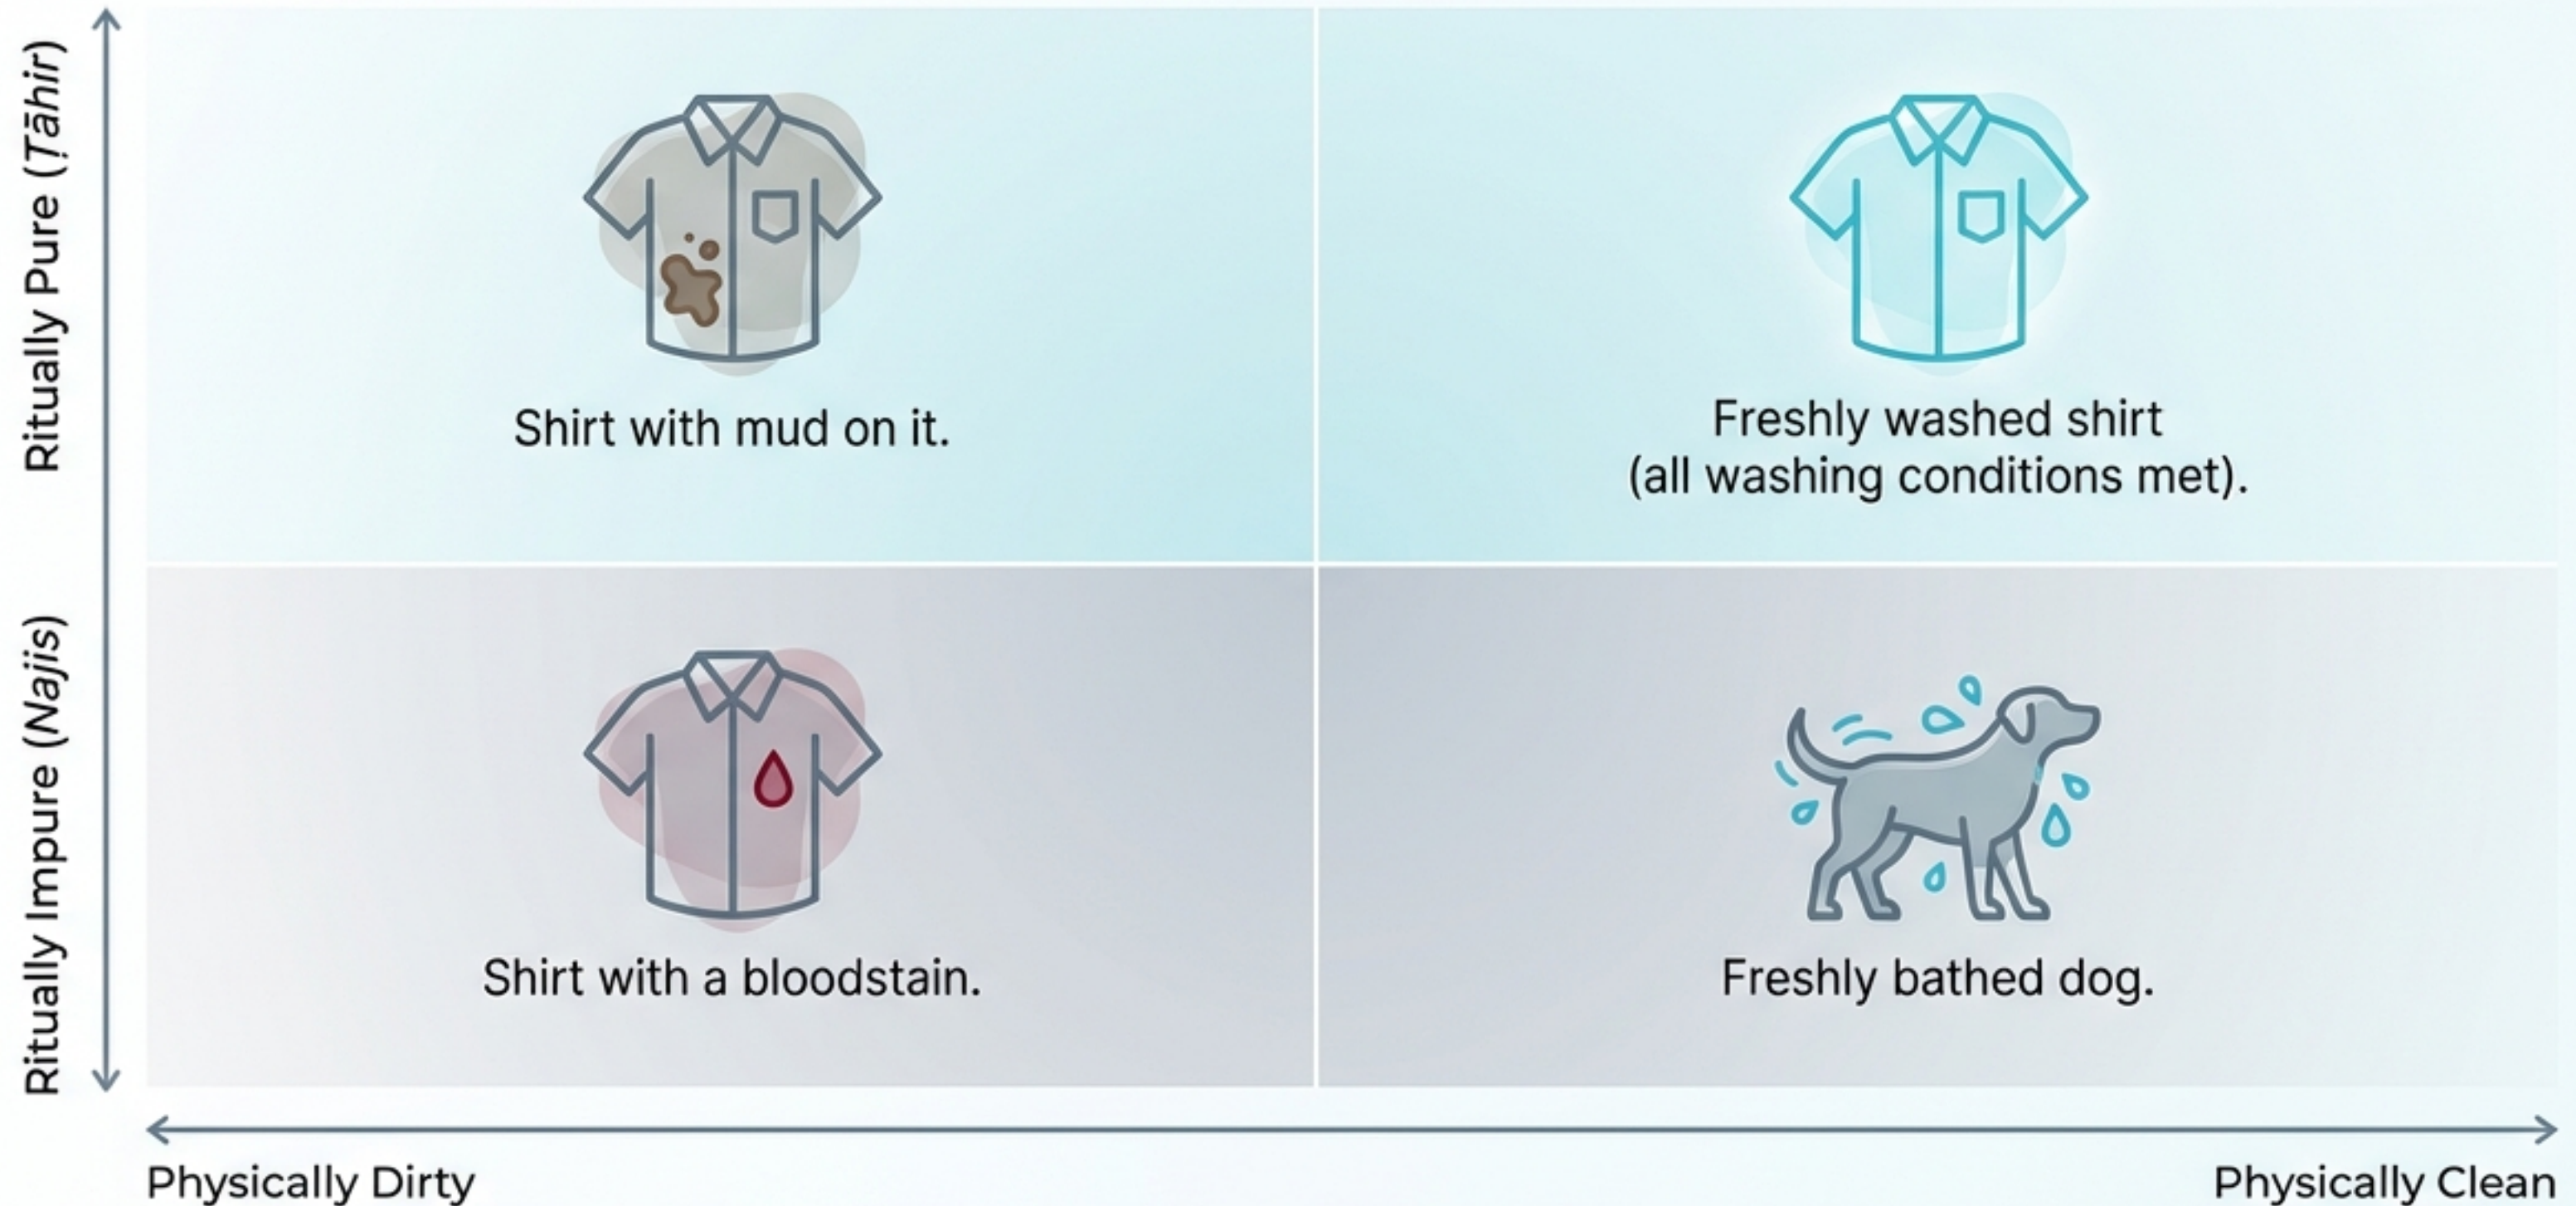 Ritually Pure (Ṭāhir)
Shirt with mud on it.
Freshly washed shirt
(all washing conditions met).
Ritually Impure (Najis)
Shirt with a bloodstain.
Freshly bathed dog.
Physically Dirty
Physically Clean